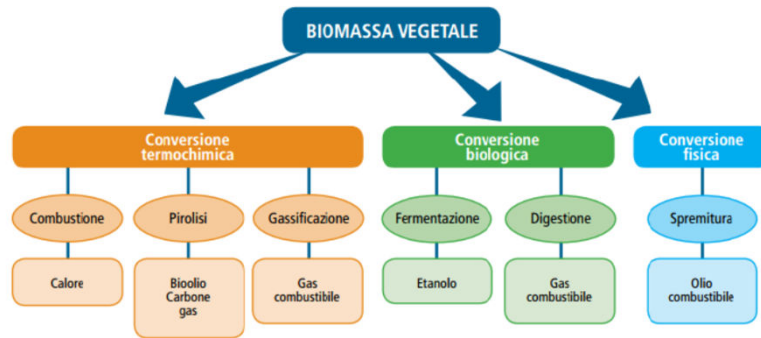 BIOMASSA VEGETALE
Conversione
termochimica
Conversione
biologica
Conversione
fisica
Combustione
Pirolisi
Gassificazione
Fermentazione
Digestione
Spremitura
Calore
Bioolio
Carbone
gas
Gas
combustibile
Etanolo
Gas
combustibile
Olio
combustibile